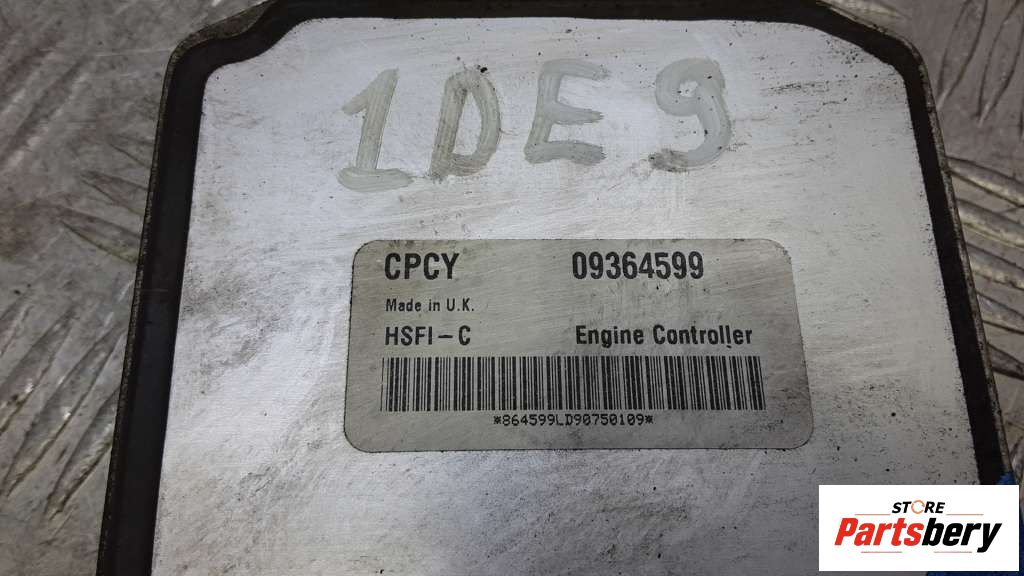 1DE9
CPCY 09364599
Made in U.K.
HSFI-C Engine Controller
*864599LD90750109*
STORE
Partsbery